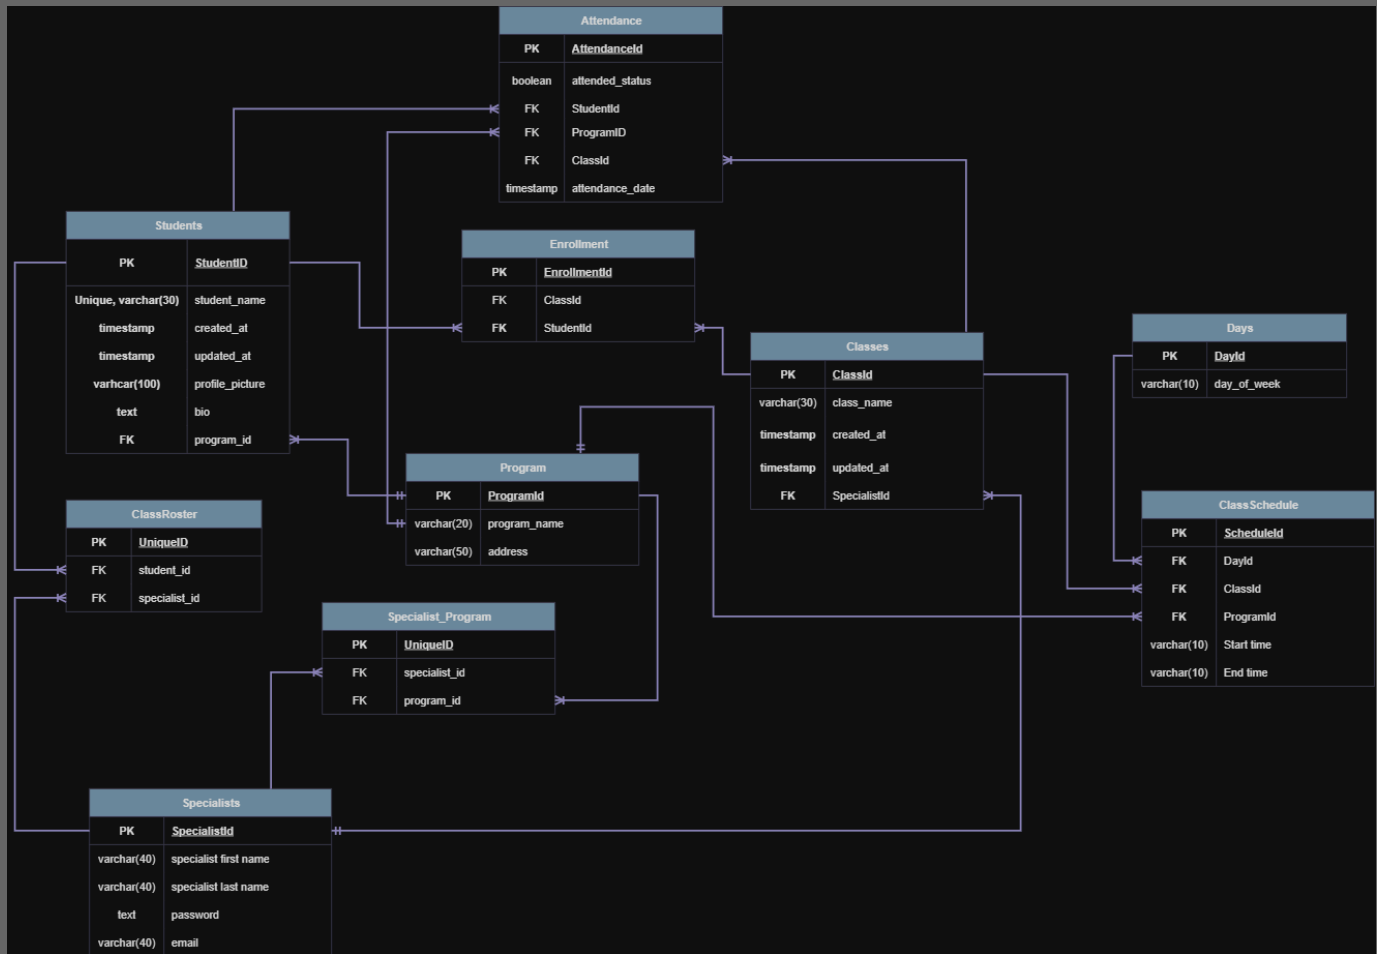 Attendance
PK AttendanceId
boolean attended_status
FK StudentId
FK ProgramID
FK ClassId
timestamp attendance_date
Students
PK StudentID
Unique, varchar(30) student_name
timestamp created_at
timestamp updated_at
varhcar(100) profile_picture
text bio
FK program_id
Enrollment
PK EnrollmentId
FK ClassId
FK StudentId
Classes
PK ClassId
varchar(30) class_name
timestamp created_at
timestamp updated_at
FK SpecialistId
Days
PK DayId
varchar(10) day_of_week
Program
PK ProgramId
varchar(20) program_name
varchar(50) address
ClassRoster
PK UniqueID
FK student_id
FK specialist_id
ClassSchedule
PK ScheduleId
FK DayId
FK ClassId
FK ProgramId
varchar(10) Start time
varchar(10) End time
Specialist_Program
PK UniqueID
FK specialist_id
FK program_id
Specialists
PK SpecialistId
varchar(40) specialist first name
varchar(40) specialist last name
text password
varchar(40) email